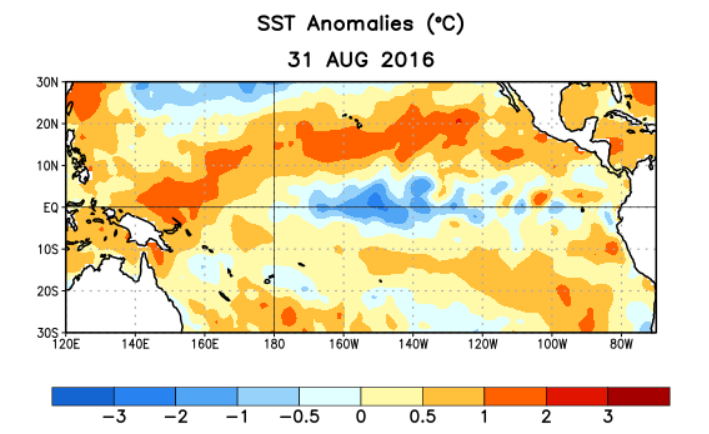 SST Anomalies (°C)
31 AUG 2016
30N
20N
10N
EQ
10S
20S
30S
120E 140E 160E 180 160W 140W 120W 100W 80W
−3 −2 −1 −0.5 0 0.5 1 2 3